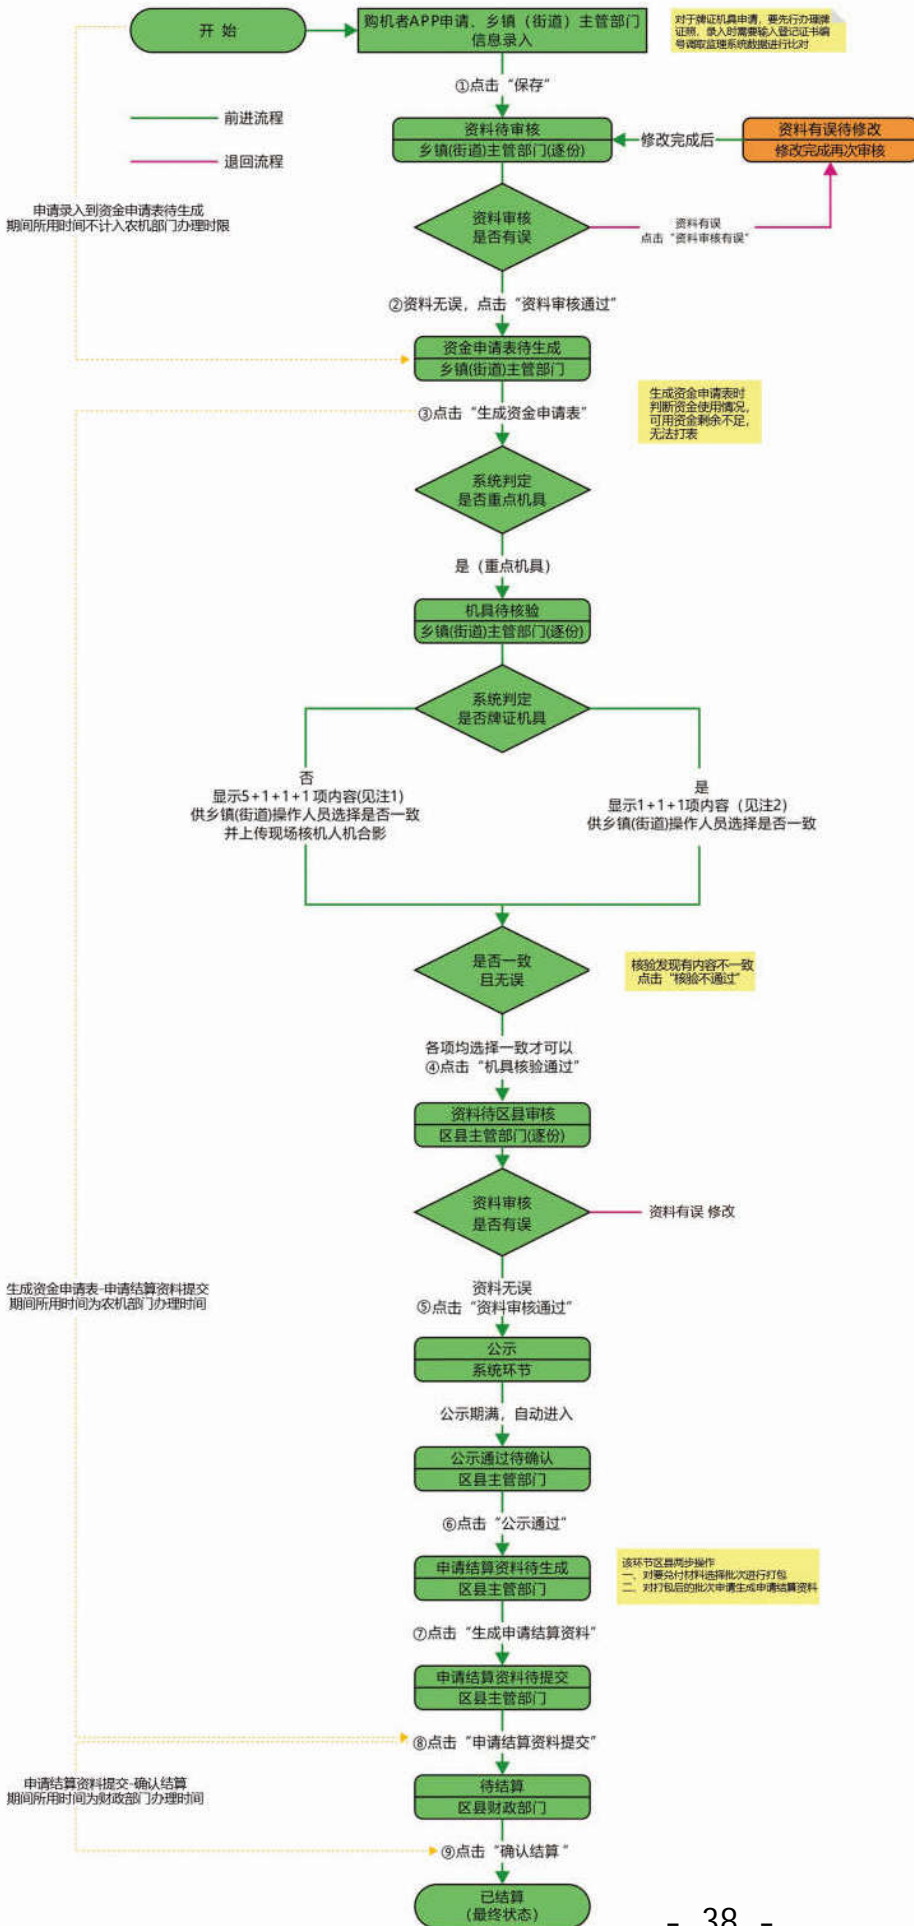 开 始
购机者APP申请、乡镇（街道）主管部门
信息录入
对于牌证机具申请，要先行办理牌
证照，录入时需要输入登记证书编
号调取监理系统数据进行比对
①点击“保存”
前进流程
退回流程
资料待审核
乡镇(街道)主管部门(逐份)
修改完成后
资料有误待修改
修改完成再次审核
申请录入到资金申请表待生成
期间所用时间不计入农机部门办理时限
资料审核
是否有误
资料有误
点击“资料审核有误”
②资料无误，点击“资料审核通过”
资金申请表待生成
乡镇(街道)主管部门
③点击“生成资金申请表”
生成资金申请表时
判断资金使用情况，
可用资金剩余不足，
无法打表
系统判定
是否重点机具
是（重点机具）
机具待核验
乡镇(街道)主管部门(逐份)
系统判定
是否牌证机具
否
显示5+1+1+1项内容(见注1)
供乡镇(街道)操作人员选择是否一致
并上传现场核机人机合影
是
显示1+1+1项内容（见注2）
供乡镇(街道)操作人员选择是否一致
是否一致
且无误
核验发现有内容不一致
点击“核验不通过”
各项均选择一致才可以
④点击“机具核验通过”
资料待区县审核
区县主管部门(逐份)
资料审核
是否有误
资料有误 修改
生成资金申请表-申请结算资料提交
期间所用时间为农机部门办理时间
资料无误
⑤点击“资料审核通过”
公示
系统环节
公示期满，自动进入
公示通过待确认
区县主管部门
⑥点击“公示通过”
申请结算资料待生成
区县主管部门
该环节区县两步操作
一、对要兑付材料选择批次进行打包
二、对打包后的批次申请生成申请结算资料
⑦点击“生成申请结算资料”
申请结算资料待提交
区县主管部门
⑧点击“申请结算资料提交”
申请结算资料提交-确认结算
期间所用时间为财政部门办理时间
待结算
区县财政部门
⑨点击“确认结算”
已结算
(最终状态)
- 38 -